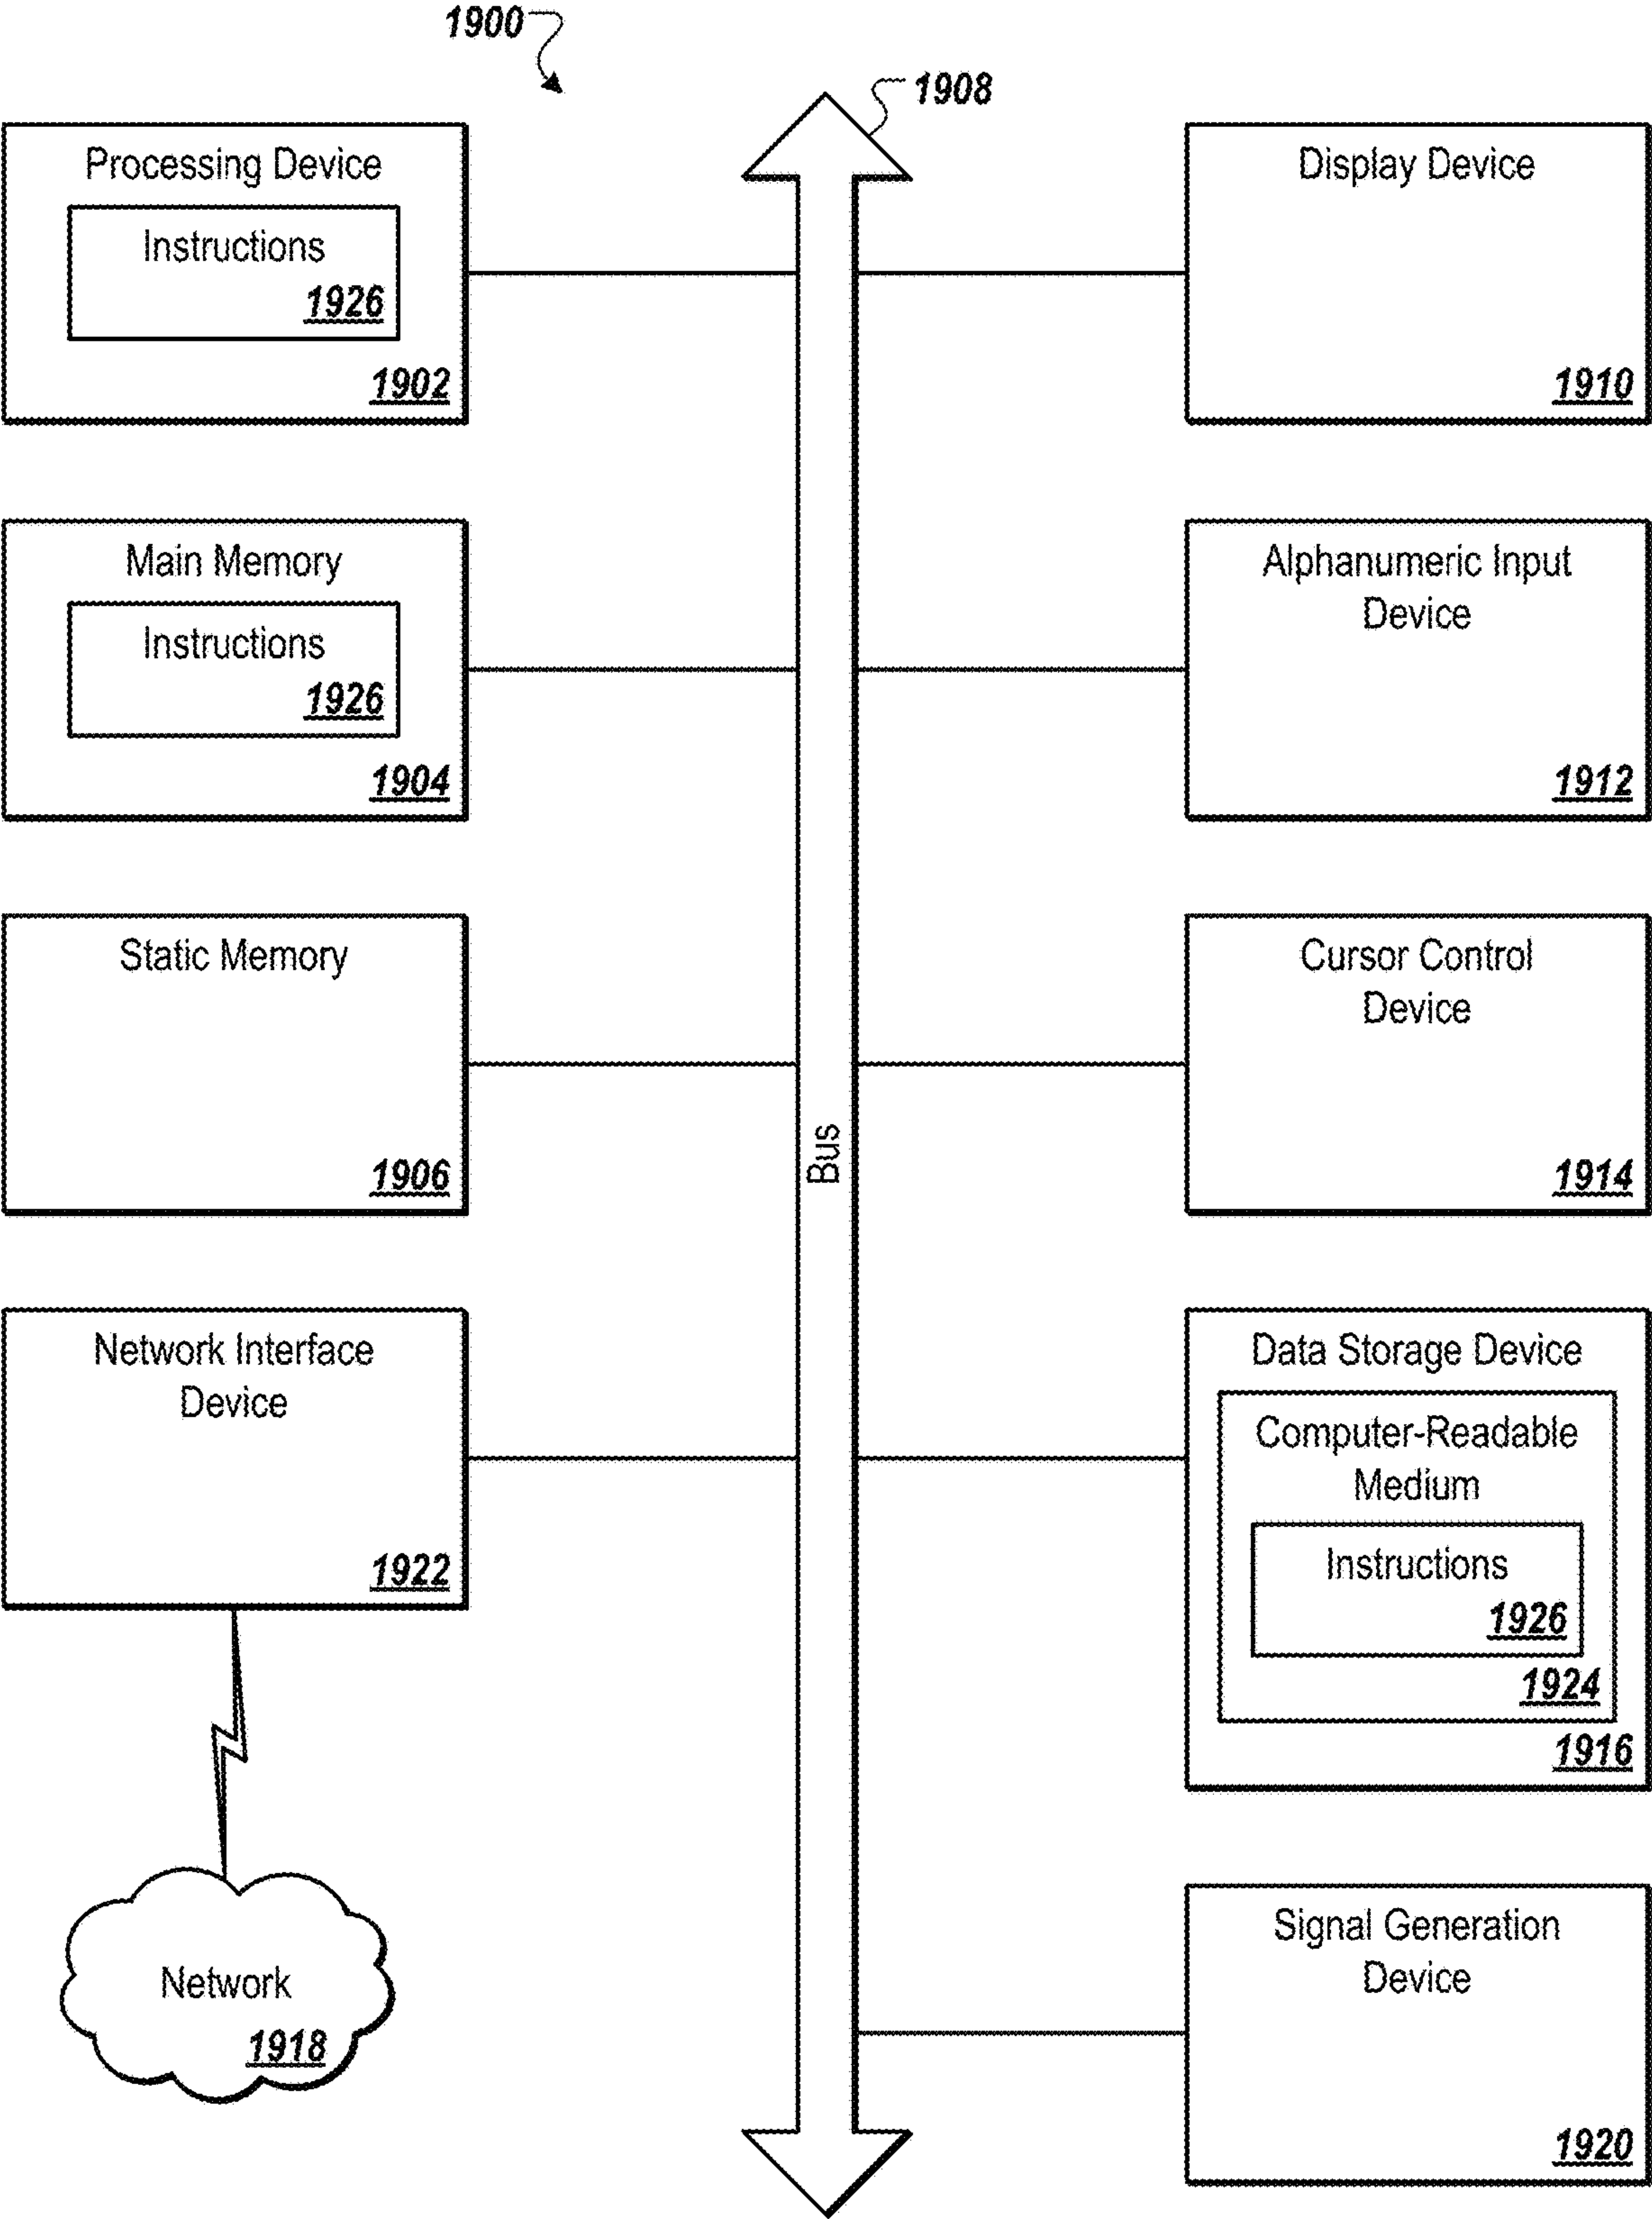 1900
1908
Processing Device
Instructions
1926
1902
Display Device
1910
Main Memory
Instructions
1926
1904
Alphanumeric Input
Device
1912
Static Memory
1906
Cursor Control
Device
1914
Bus
Network Interface
Device
1922
Data Storage Device
Computer-Readable
Medium
Instructions
1926
1924
1916
Network
1918
Signal Generation
Device
1920